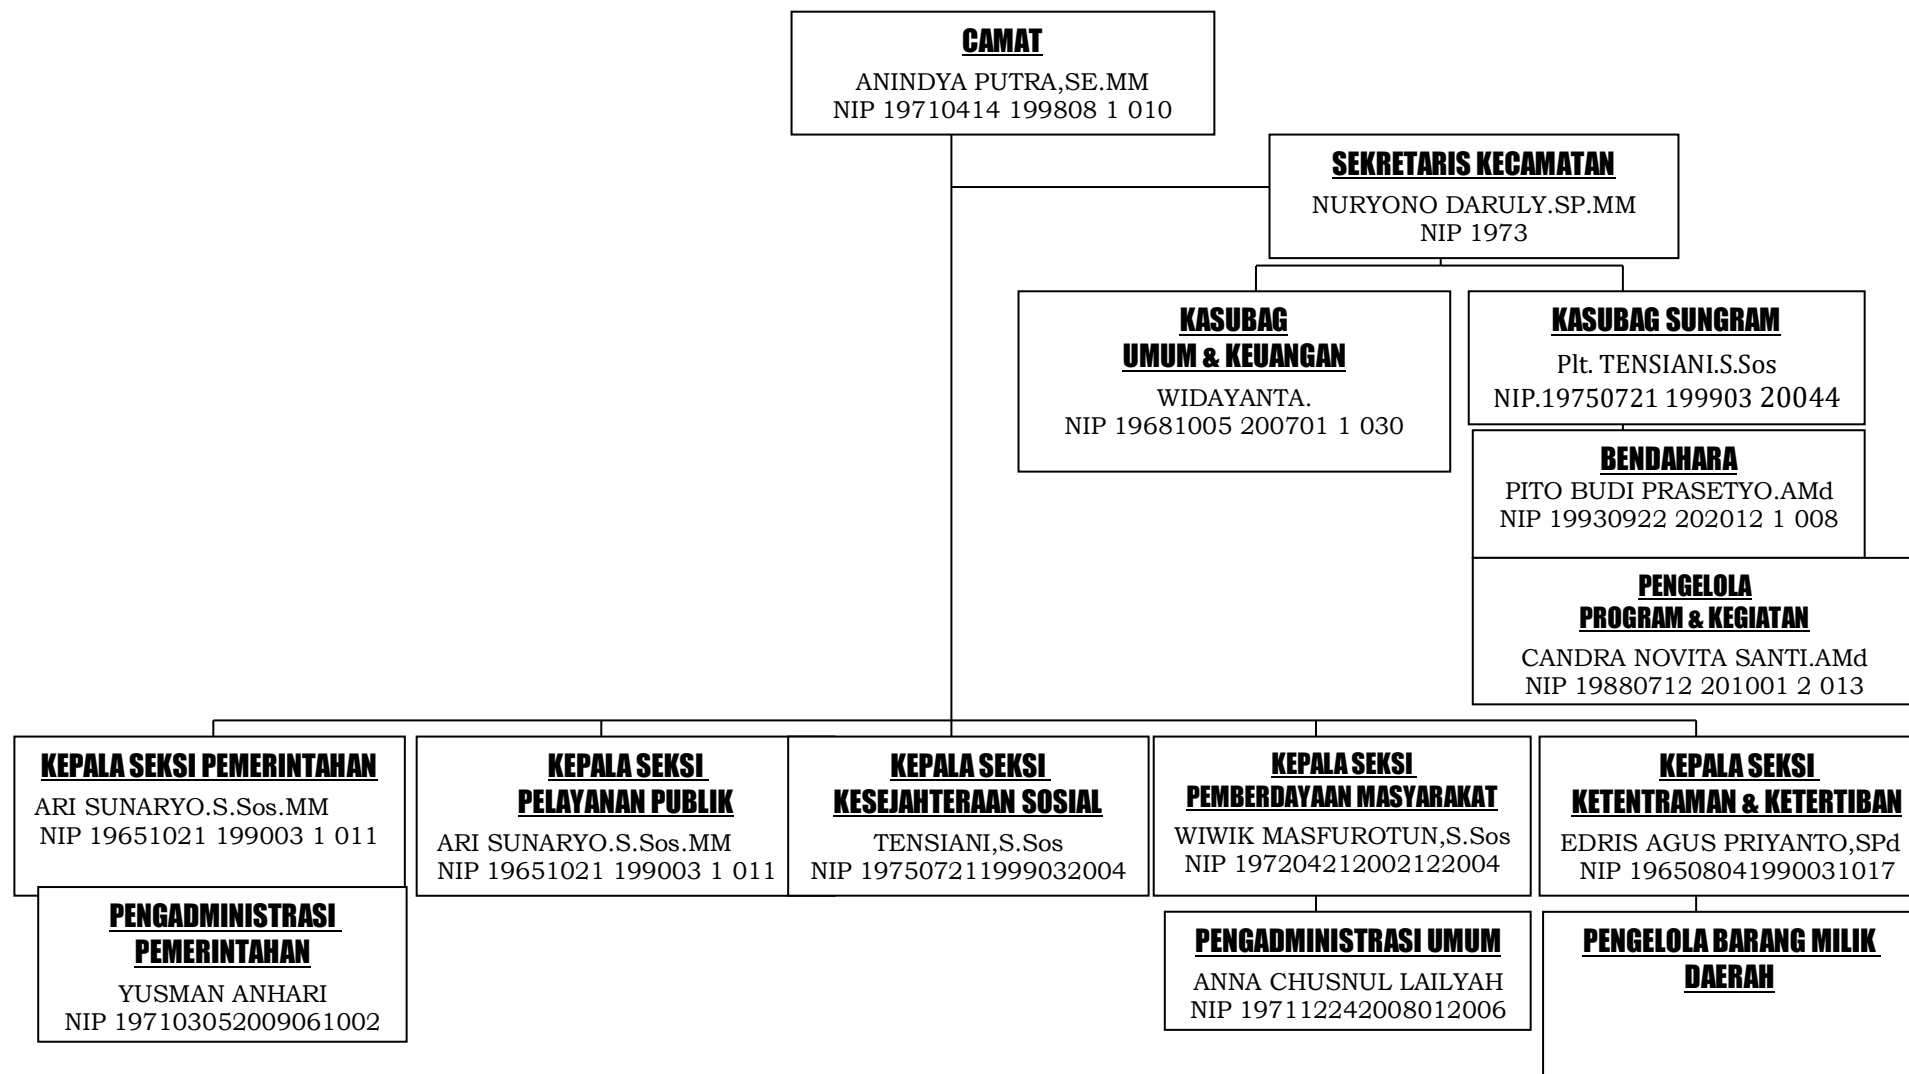 CAMAT
ANINDYA PUTRA,SE.MM
NIP 19710414 199808 1 010
SEKRETARIS KECAMATAN
NURYONO DARULY.SP.MM
NIP 1973
KASUBAG
UMUM & KEUANGAN
WIDAYANTA.
NIP 19681005 200701 1 030
KASUBAG SUNGRAM
Plt. TENSIANI.S.Sos
NIP.19750721 199903 20044
BENDAHARA
PITO BUDI PRASETYO.AMd
NIP 19930922 202012 1 008
PENGELOLA
PROGRAM & KEGIATAN
CANDRA NOVITA SANTI.AMd
NIP 19880712 201001 2 013
KEPALA SEKSI PEMERINTAHAN
ARI SUNARYO.S.Sos.MM
NIP 19651021 199003 1 011
KEPALA SEKSI
PELAYANAN PUBLIK
ARI SUNARYO.S.Sos.MM
NIP 19651021 199003 1 011
KEPALA SEKSI
KESEJAHTERAAN SOSIAL
TENSIANI,S.Sos
NIP 197507211999032004
KEPALA SEKSI
PEMBERDAYAAN MASYARAKAT
WIWIK MASFUROTUN,S.Sos
NIP 197204212002122004
KEPALA SEKSI
KETENTRAMAN & KETERTIBAN
EDRIS AGUS PRIYANTO,SPd
NIP 196508041990031017
PENGADMINISTRASI
PEMERINTAHAN
YUSMAN ANHARI
NIP 197103052009061002
PENGADMINISTRASI UMUM
ANNA CHUSNUL LAILYAH
NIP 197112242008012006
PENGELOLA BARANG MILIK
DAERAH